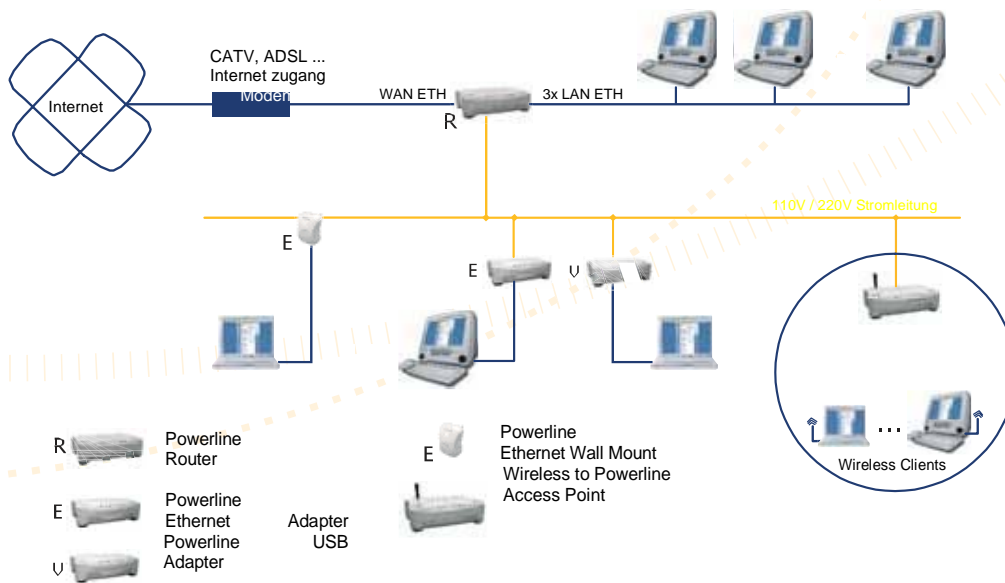 CATV, ADSL ...
Internet zugang
Modem
Internet
WAN ETH
3x LAN ETH
R
110V / 220V Stromleitung
E
E
U
R
Powerline
Router
E
Powerline
Ethernet Wall Mount
Wireless to Powerline
Access Point
Wireless Clients
E
Powerline
Ethernet Adapter
Powerline USB
U
Adapter